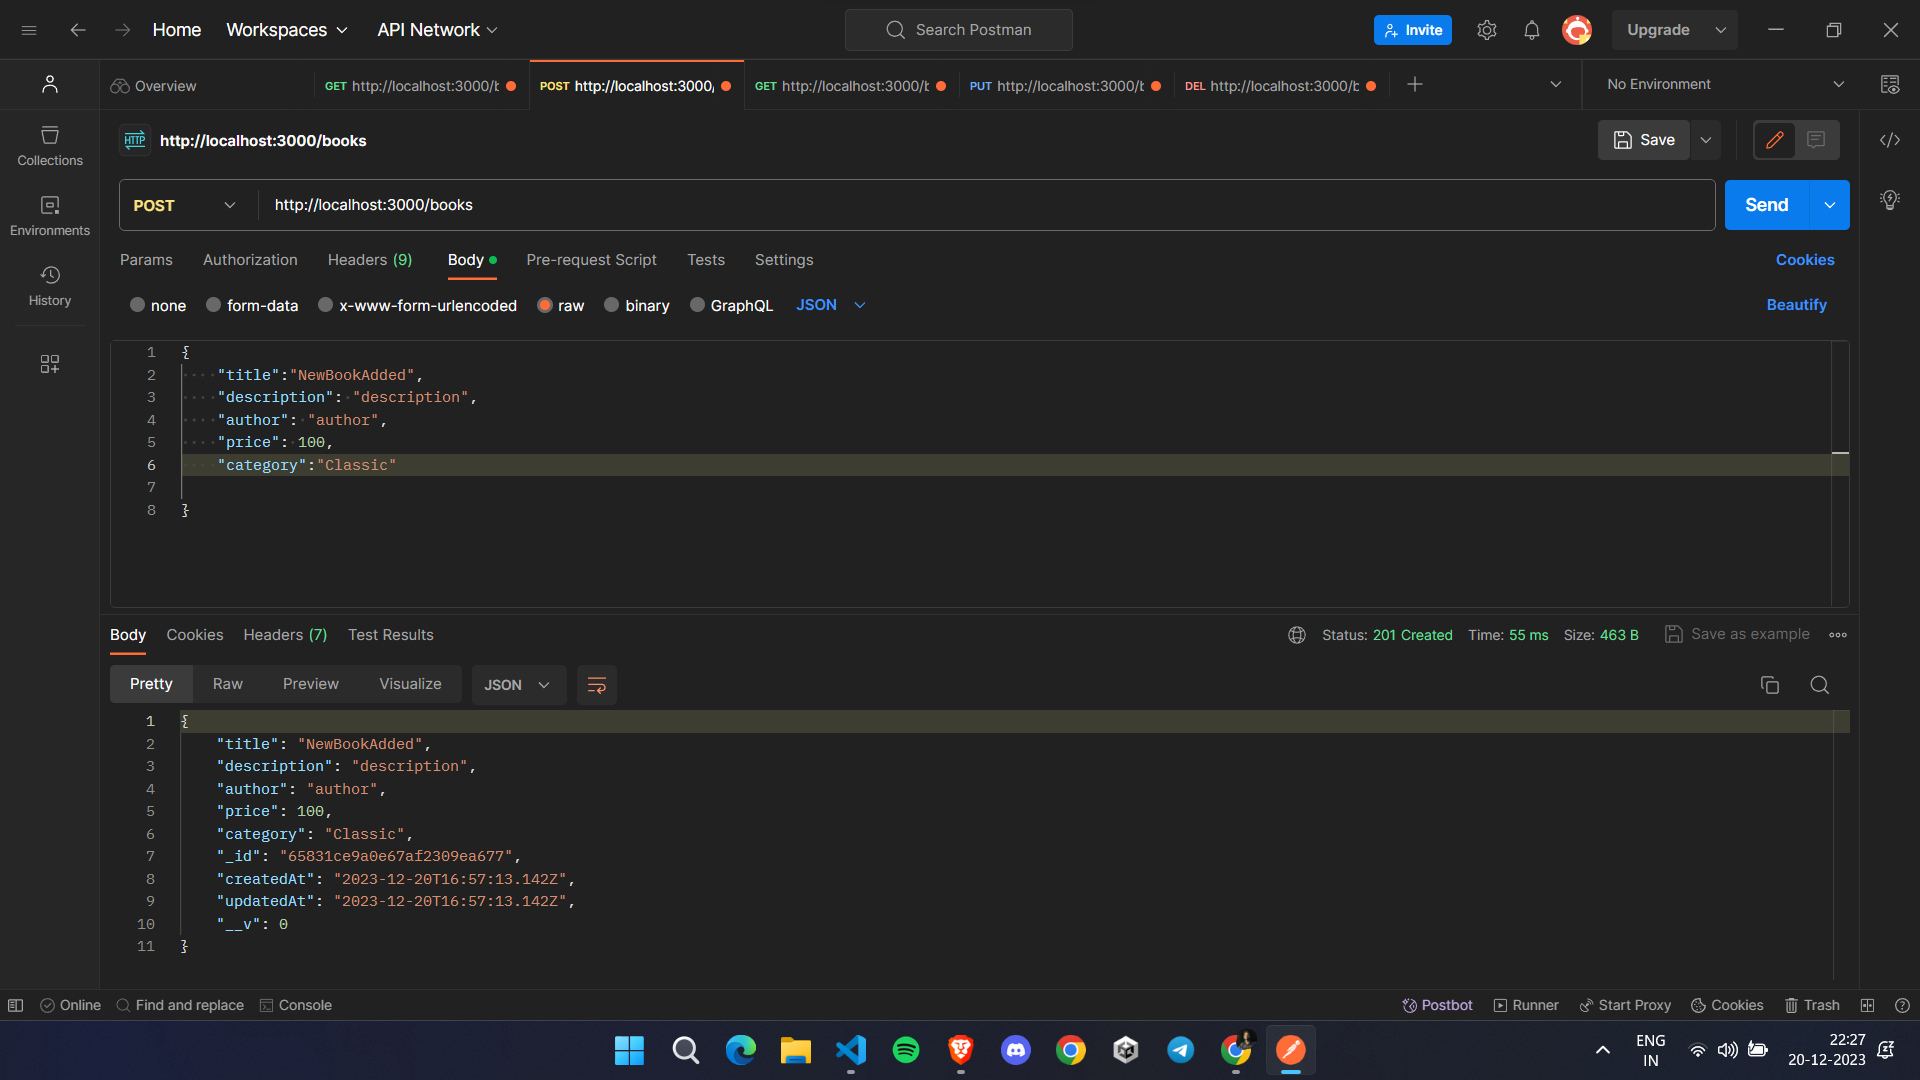 Home Workspaces API Network Search Postman Invite Upgrade
Overview GET http://localhost:3000/b POST http://localhost:3000/ GET http://localhost:3000/b PUT http://localhost:3000/b DEL http://localhost:3000/b No Environment
HTTP http://localhost:3000/books Save
Collections
Environments
History
POST http://localhost:3000/books Send
Params Authorization Headers (9) Body Pre-request Script Tests Settings Cookies
none form-data x-www-form-urlencoded raw binary GraphQL JSON Beautify
1 {
2 "title":"NewBookAdded",
3 "description": "description",
4 "author": "author",
5 "price": 100,
6 "category":"Classic"
7
8 }
Body Cookies Headers (7) Test Results Status: 201 Created Time: 55 ms Size: 463 B Save as example
Pretty Raw Preview Visualize JSON
1 {
2 "title": "NewBookAdded",
3 "description": "description",
4 "author": "author",
5 "price": 100,
6 "category": "Classic",
7 "_id": "65831ce9a0e67af2309ea677",
8 "createdAt": "2023-12-20T16:57:13.142Z",
9 "updatedAt": "2023-12-20T16:57:13.142Z",
10 "__v": 0
11 }
Online Find and replace Console Postbot Runner Start Proxy Cookies Trash
ENG 22:27
IN 20-12-2023